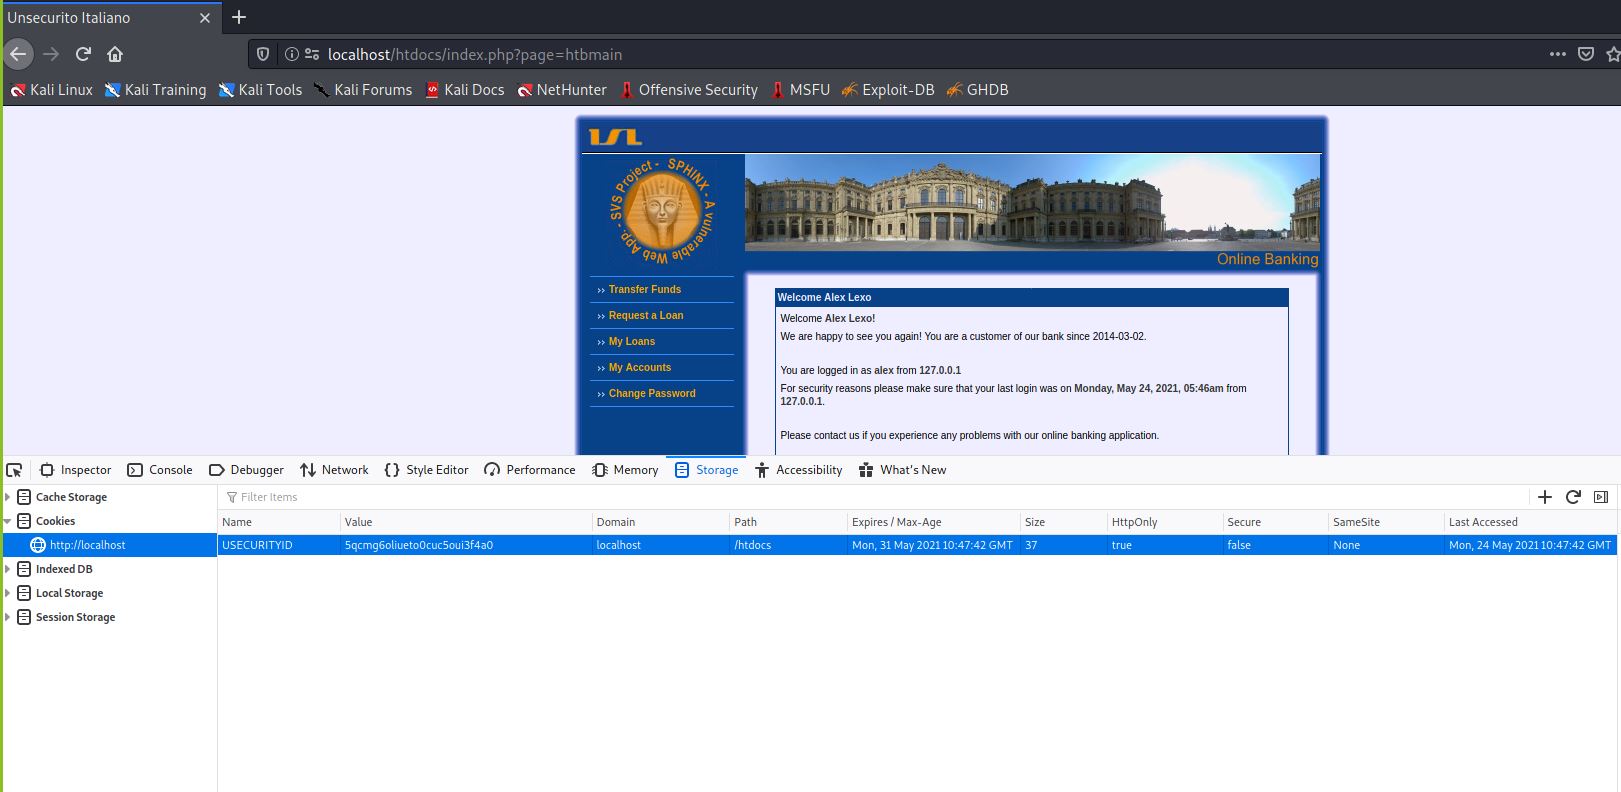 Unsecurito Italiano
localhost/htdocs/index.php?page=htbmain
Kali Linux Kali Training Kali Tools Kali Forums Kali Docs NetHunter Offensive Security MSFU Exploit-DB GHDB
SVS Project - SPHINX - A vulnerable Web App. -
Online Banking
›› Transfer Funds
›› Request a Loan
›› My Loans
›› My Accounts
›› Change Password
Welcome Alex Lexo
Welcome Alex Lexo!
We are happy to see you again! You are a customer of our bank since 2014-03-02.
You are logged in as alex from 127.0.0.1
For security reasons please make sure that your last login was on Monday, May 24, 2021, 05:46am from
127.0.0.1.
Please contact us if you experience any problems with our online banking application.
Inspector Console Debugger Network Style Editor Performance Memory Storage Accessibility What's New
Cache Storage
Cookies
http://localhost
Indexed DB
Local Storage
Session Storage
Filter Items
Name Value Domain Path Expires / Max-Age Size HttpOnly Secure SameSite Last Accessed
USECURITYID 5qcmg6oliueto0cuc5oui3f4a0 localhost /htdocs Mon, 31 May 2021 10:47:42 GMT 37 true false None Mon, 24 May 2021 10:47:42 GMT